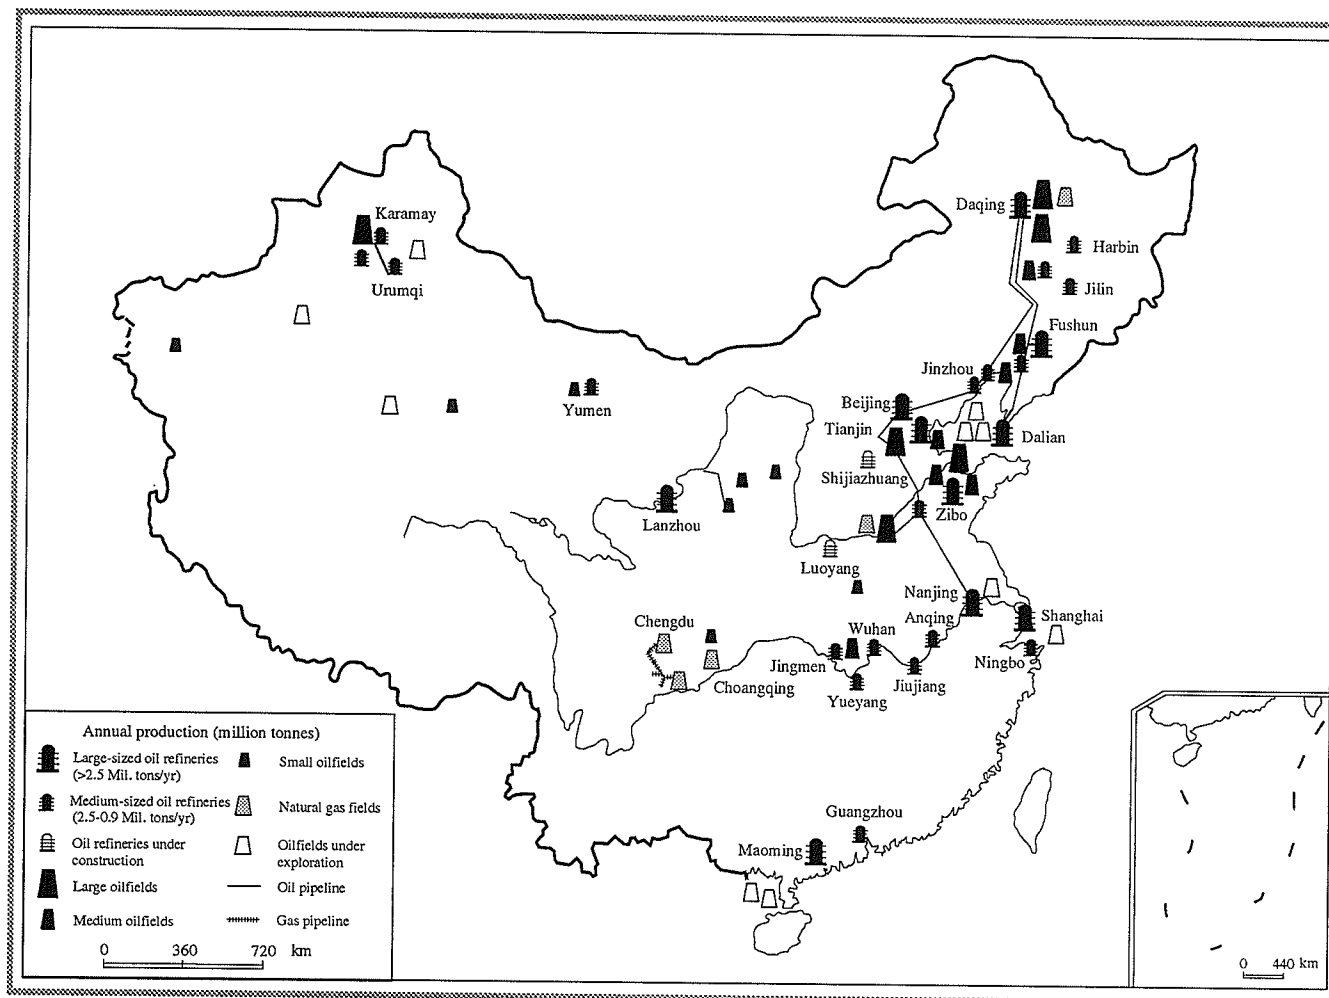 Karamay
Urumqi
Daqing
Harbin
Jilin
Fushun
Jinzhou
Yumen
Beijing
Tianjin
Dalian
Shijiazhuang
Lanzhou
Zibo
Luoyang
Nanjing
Anqing
Shanghai
Chengdu
Wuhan
Jingmen
Ningbo
Choangqing
Yueyang
Jiujiang
Guangzhou
Maoming
Annual production (million tonnes)
Large-sized oil refineries
(>2.5 Mil. tons/yr)
Small oilfields
Medium-sized oil refineries
(2.5-0.9 Mil. tons/yr)
Natural gas fields
Oil refineries under
construction
Oilfields under
exploration
Large oilfields
Oil pipeline
Medium oilfields
Gas pipeline
0 360 720 km
0 440 km